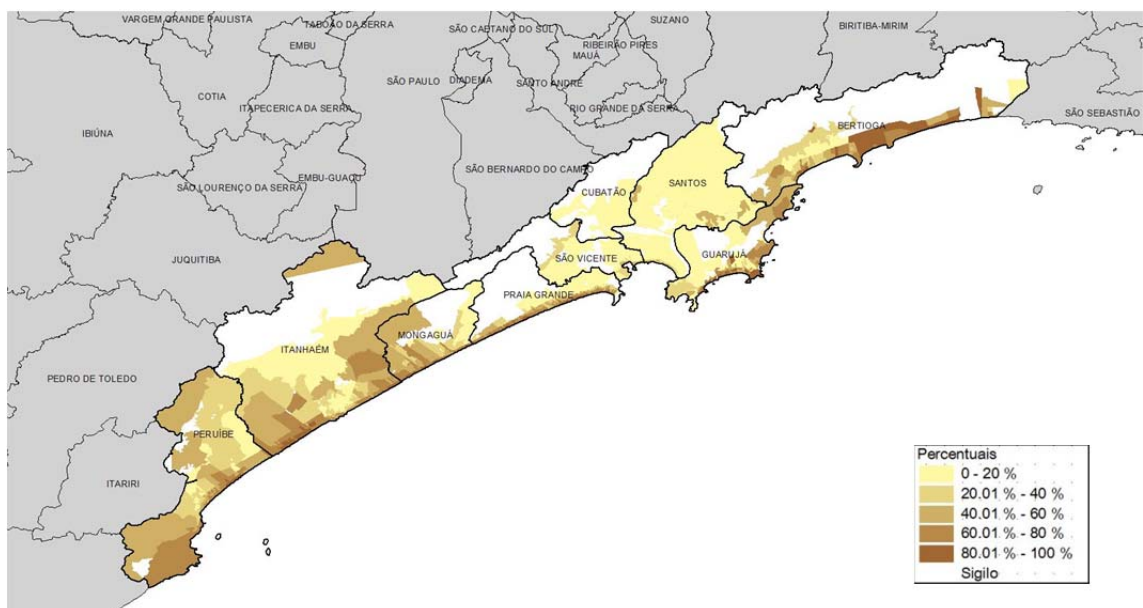 VARGEM GRANDE PAULISTA
TABOÃO DA SERRA
SÃO CAETANO DO SUL
SUZANO
BIRITIBA-MIRIM
EMBU
RIBEIRÃO PIRES
MAUÁ
SÃO PAULO
DIADEMA
SANTO ANDRÉ
COTIA
ITAPECERICA DA SERRA
RIO GRANDE DA SERRA
SÃO SEBASTIÃO
IBIÚNA
BERTIOGA
SÃO BERNARDO DO CAMPO
EMBU-GUAÇU
SÃO LOURENÇO DA SERRA
CUBATÃO
SANTOS
JUQUITIBA
SÃO VICENTE
GUARUJÁ
PRAIA GRANDE
MONGAGUÁ
ITANHAÉM
PEDRO DE TOLEDO
PERUÍBE
ITARIRI
Percentuais
0 - 20 %
20.01 % - 40 %
40.01 % - 60 %
60.01 % - 80 %
80.01 % - 100 %
Sigilo